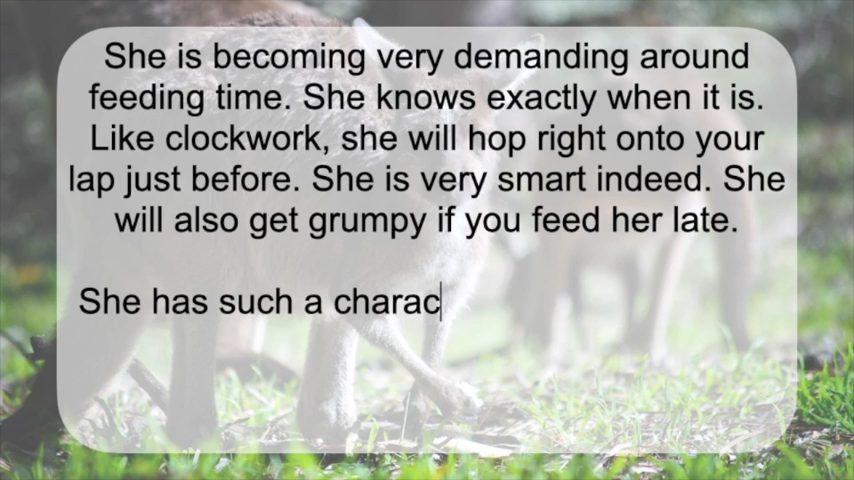 She is becoming very demanding around
feeding time. She knows exactly when it is.
Like clockwork, she will hop right onto your
lap just before. She is very smart indeed. She
will also get grumpy if you feed her late.
She has such a charac